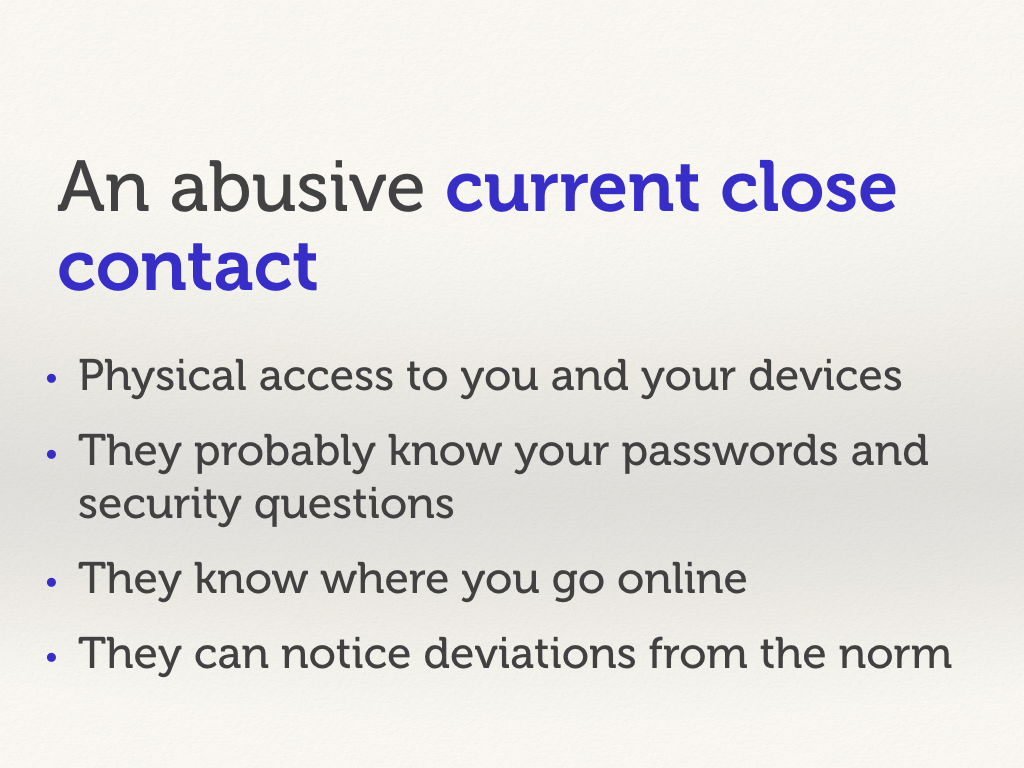 An abusive current close
contact
• Physical access to you and your devices
• They probably know your passwords and
security questions
• They know where you go online
• They can notice deviations from the norm